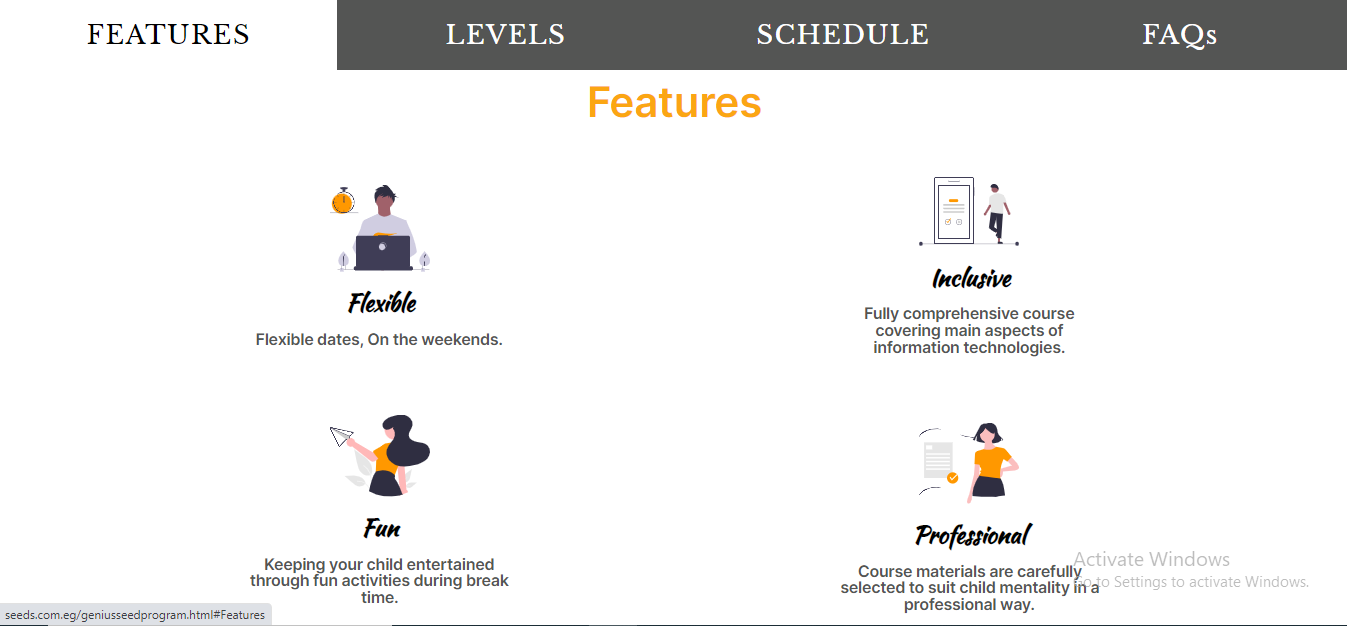 FEATURES
LEVELS
SCHEDULE
FAQs
Features
Flexible
Flexible dates, On the weekends.
Inclusive
Fully comprehensive course
covering main aspects of
information technologies.
Fun
Keeping your child entertained
through fun activities during break
time.
Professional
Course materials are carefully
selected to suit child mentality in a
professional way.
Activate Windows
Go to Settings to activate Windows.
seeds.com.eg/geniusseedprogram.html#Features